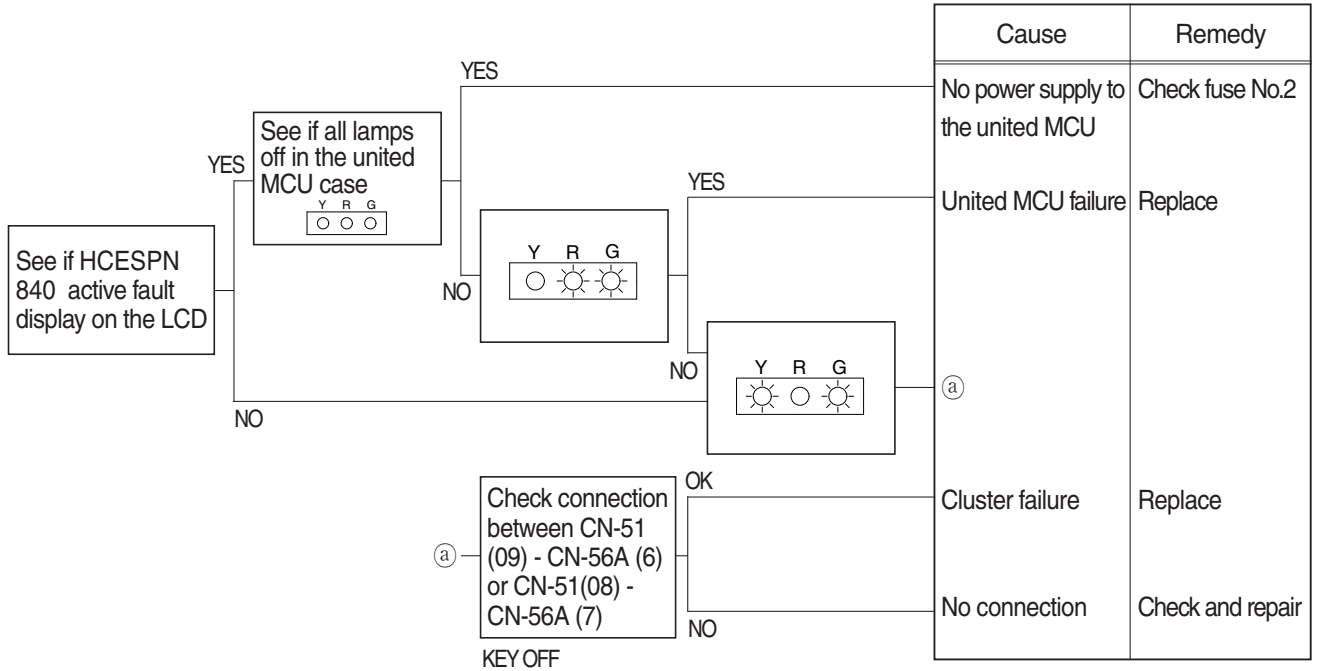 Cause
Remedy
YES
No power supply to
the united MCU
Check fuse No.2
See if all lamps
off in the united
MCU case
Y R G
YES
YES
United MCU failure
Replace
See if HCESPN
840 active fault
display on the LCD
Y R G
NO
NO
Y R G
ⓐ
NO
Check connection
between CN-51
(09) - CN-56A (6)
or CN-51(08) -
CN-56A (7)
OK
Cluster failure
Replace
ⓐ
No connection
Check and repair
NO
KEY OFF